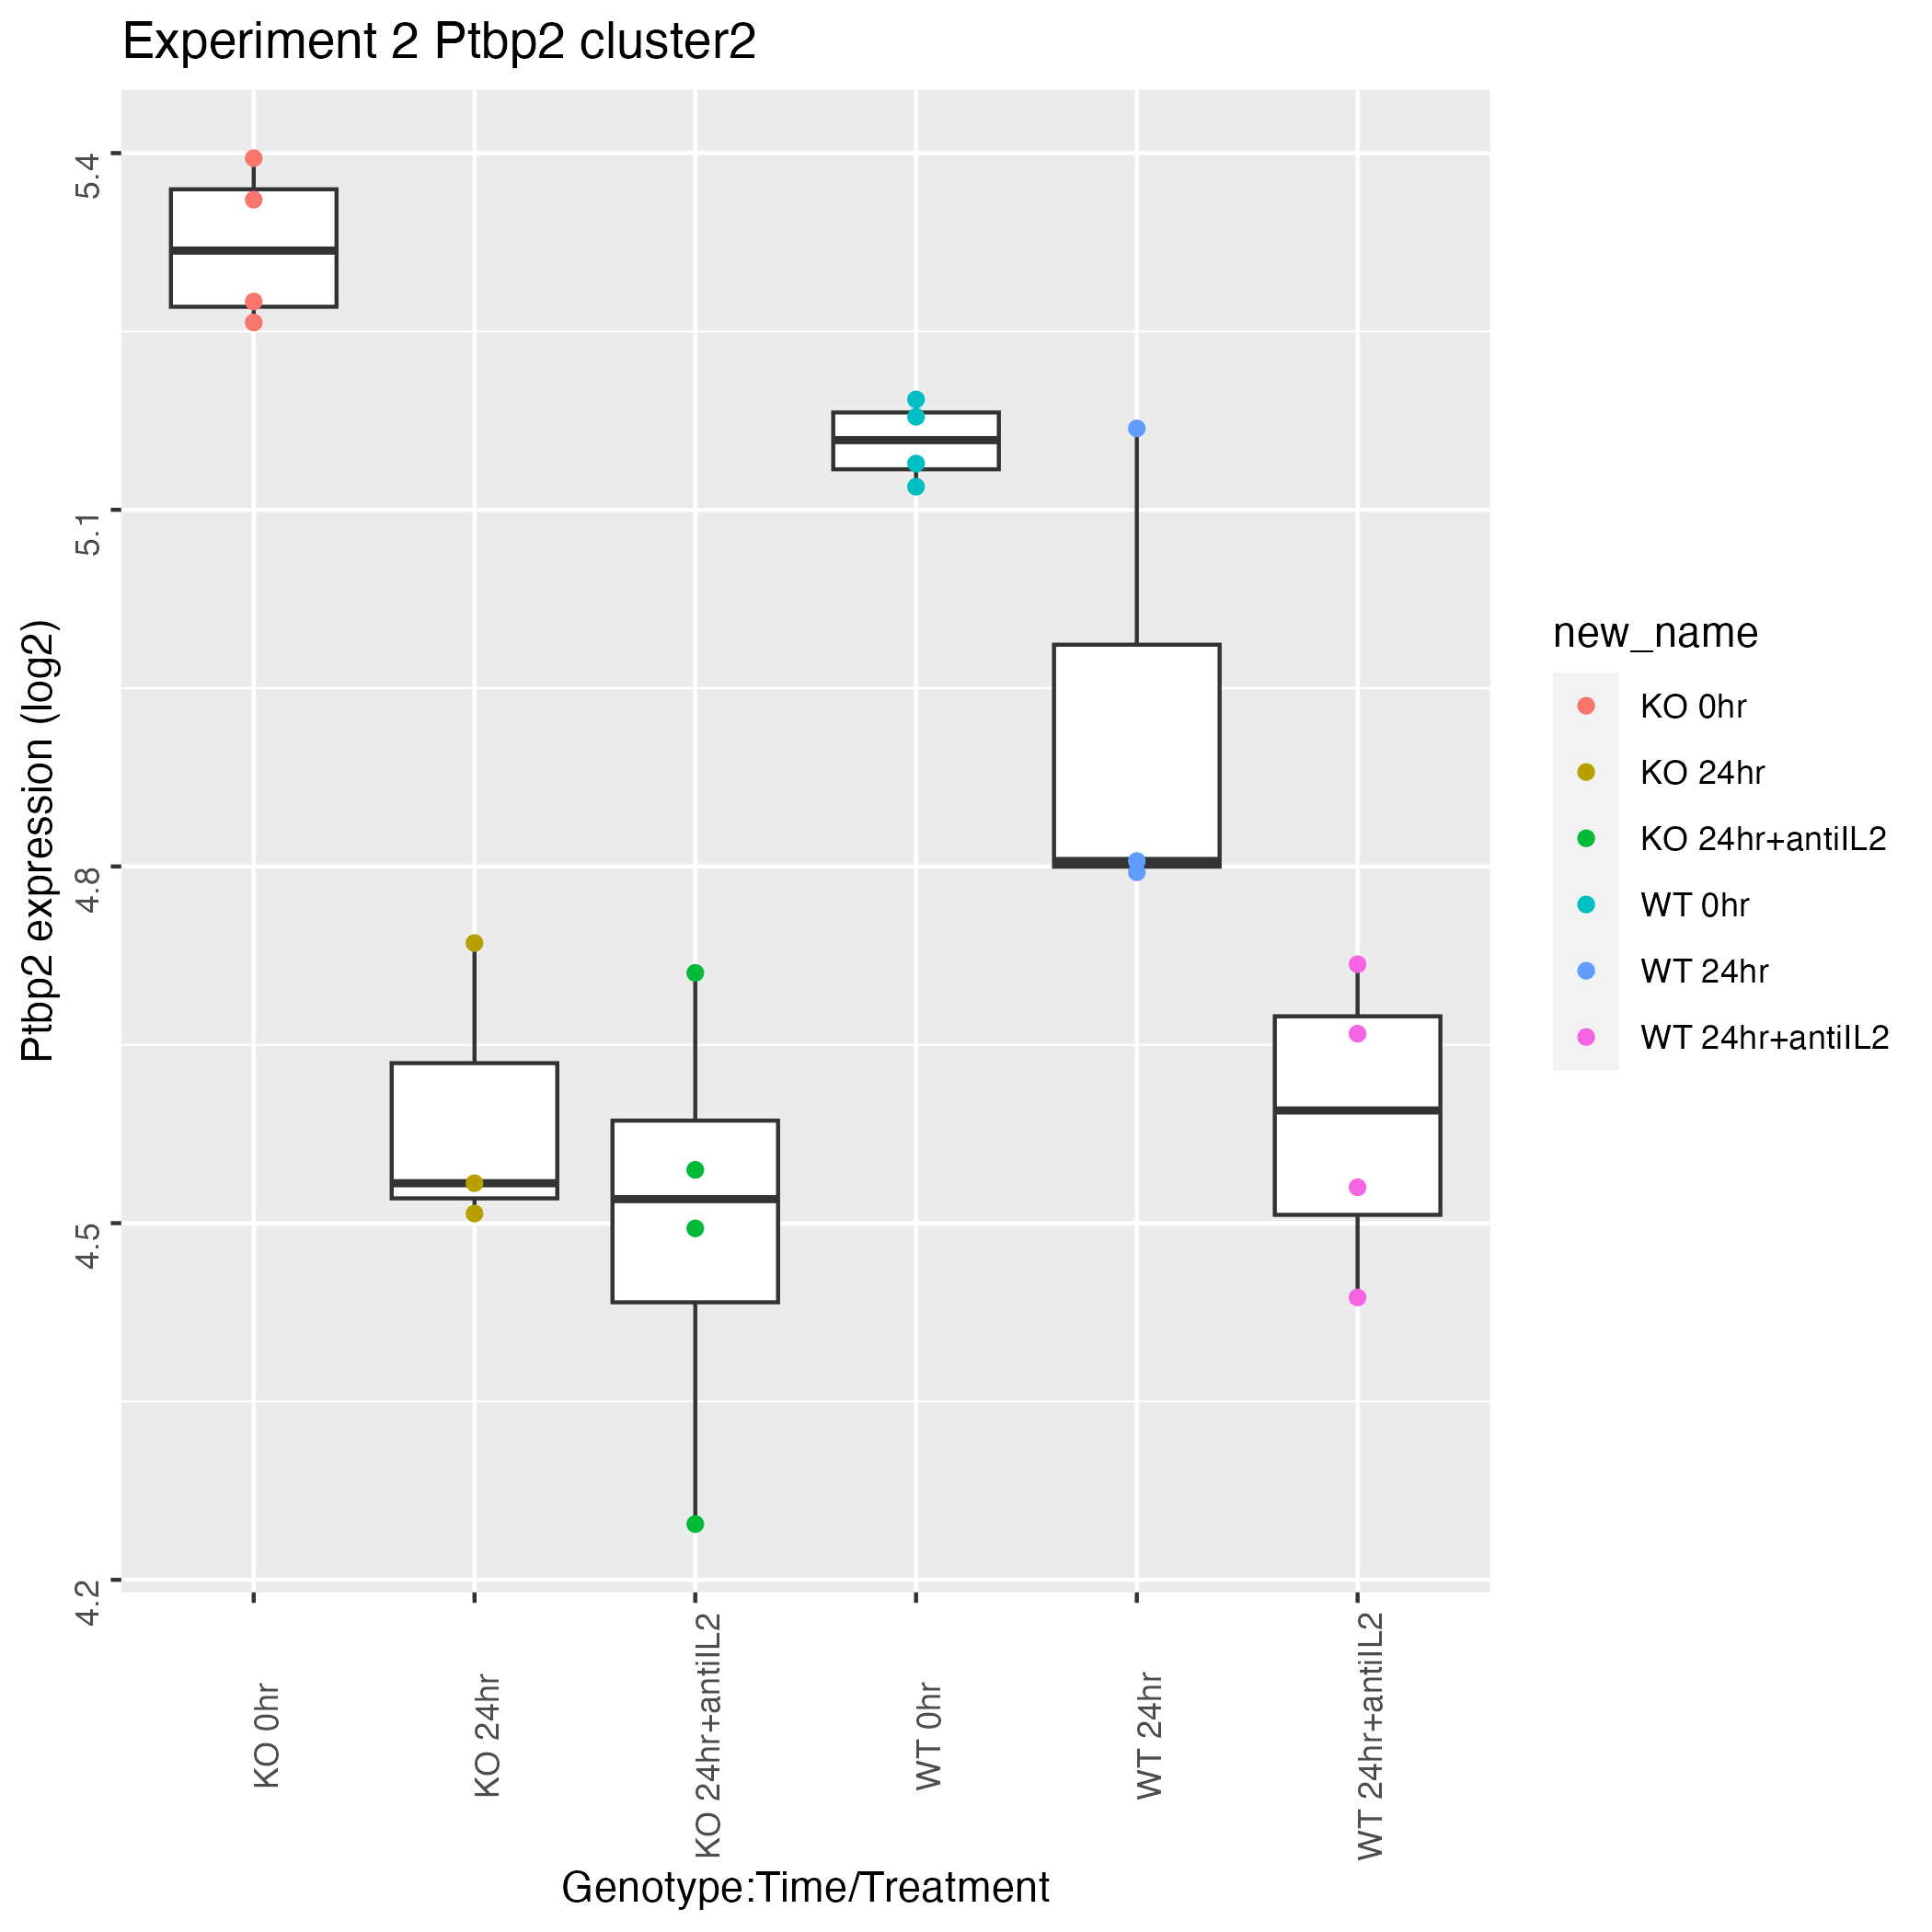 Experiment 2 Ptbp2 cluster2
Ptbp2 expression (log2)
5.4
5.1
4.8
4.5
4.2
KO 0hr
KO 24hr
KO 24hr+antiIL2
WT 0hr
WT 24hr
WT 24hr+antiIL2
Genotype:Time/Treatment
new_name
KO 0hr
KO 24hr
KO 24hr+antiIL2
WT 0hr
WT 24hr
WT 24hr+antiIL2